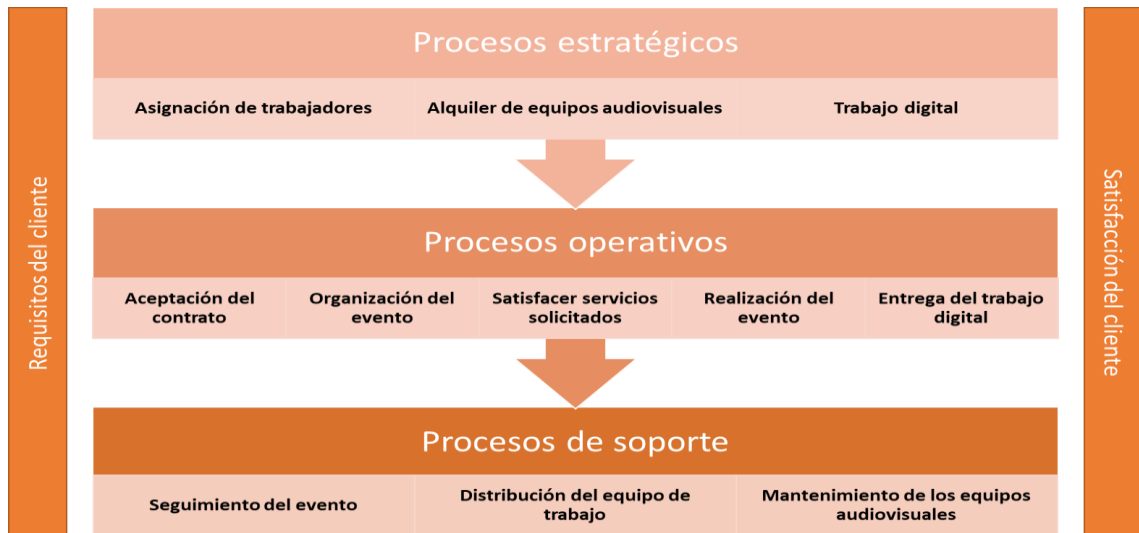 Requisitos del cliente
Procesos estratégicos
Asignación de trabajadores
Alquiler de equipos audiovisuales
Trabajo digital
Procesos operativos
Aceptación del
contrato
Organización del
evento
Satisfacer servicios
solicitados
Realización del
evento
Entrega del trabajo
digital
Procesos de soporte
Seguimiento del evento
Distribución del equipo de
trabajo
Mantenimiento de los equipos
audiovisuales
Satisfacción del cliente